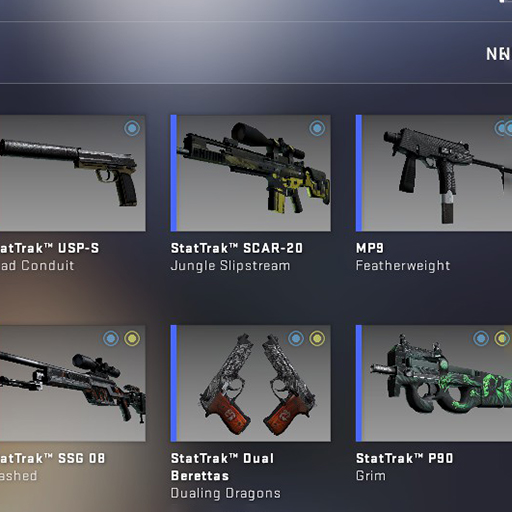 atTrak™ USP-S
ad Conduit
StatTrak™ SCAR-20
Jungle Slipstream
MP9
Featherweight
atTrak™ SSG 08
ashed
StatTrak™ Dual
Berettas
Dualing Dragons
StatTrak™ P90
Grim